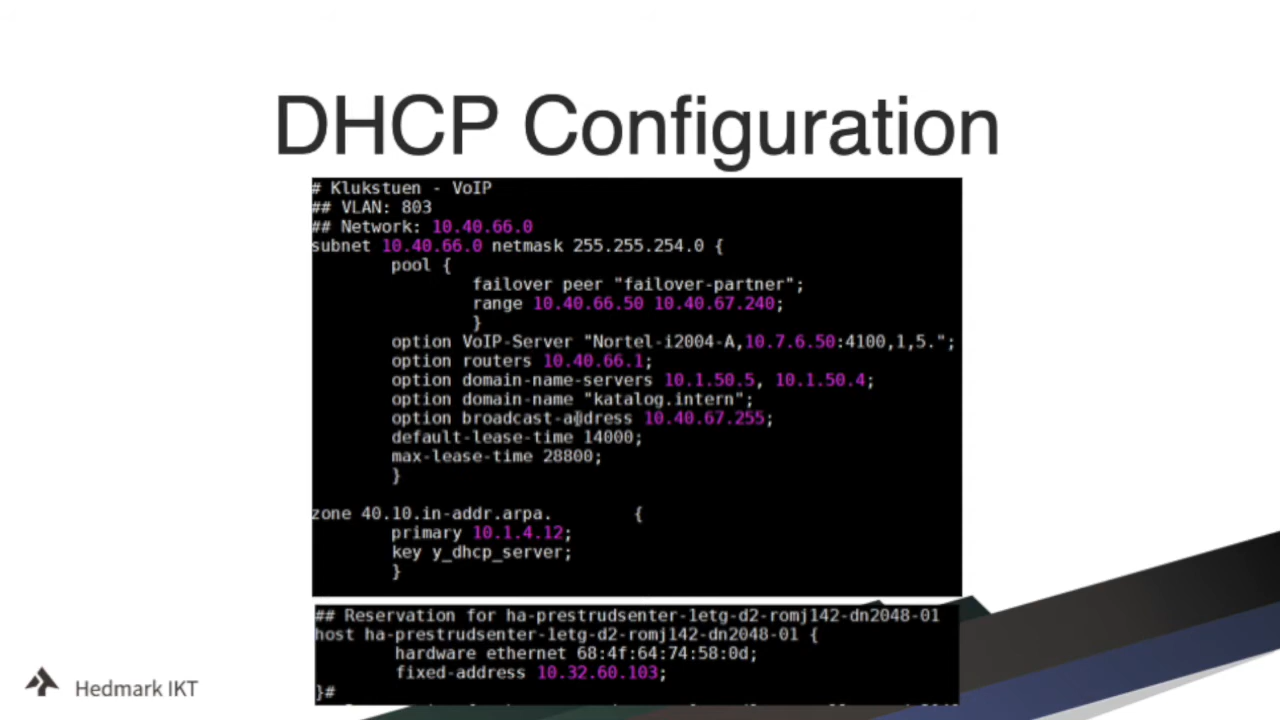 DHCP Configuration
# Klukstuen - VoIP
## VLAN: 803
## Network: 10.40.66.0
subnet 10.40.66.0 netmask 255.255.254.0 {
pool {
failover peer "failover-partner";
range 10.40.66.50 10.40.67.240;
}
option VoIP-Server "Nortel-i2004-A,10.7.6.50:4100,1,5.";
option routers 10.40.66.1;
option domain-name-servers 10.1.50.5, 10.1.50.4;
option domain-name "katalog.intern";
option broadcast-address 10.40.67.255;
default-lease-time 14000;
max-lease-time 28800;
}
zone 40.10.in-addr.arpa. {
primary 10.1.4.12;
key y_dhcp_server;
}
## Reservation for ha-prestrudsenter-1etg-d2-romj142-dn2048-01
host ha-prestrudsenter-1etg-d2-romj142-dn2048-01 {
hardware ethernet 68:4f:64:74:58:0d;
fixed-address 10.32.60.103;
}#
Hedmark IKT